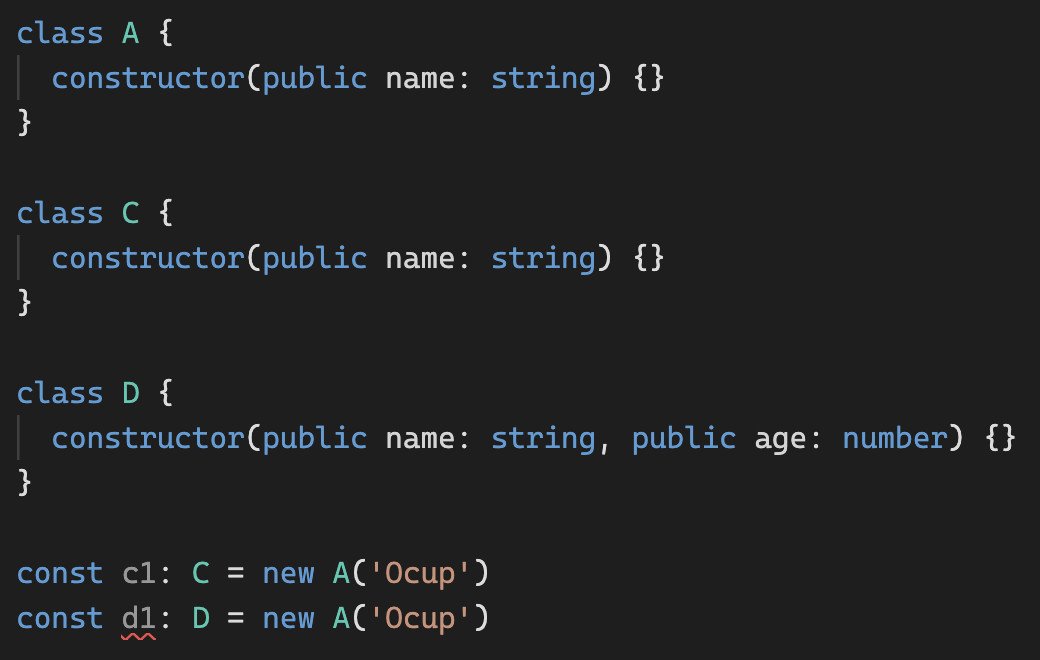 class A {
  constructor(public name: string) {}
}
class C {
  constructor(public name: string) {}
}
class D {
  constructor(public name: string, public age: number) {}
}
const c1: C = new A('Ocup')
const d1: D = new A('Ocup')